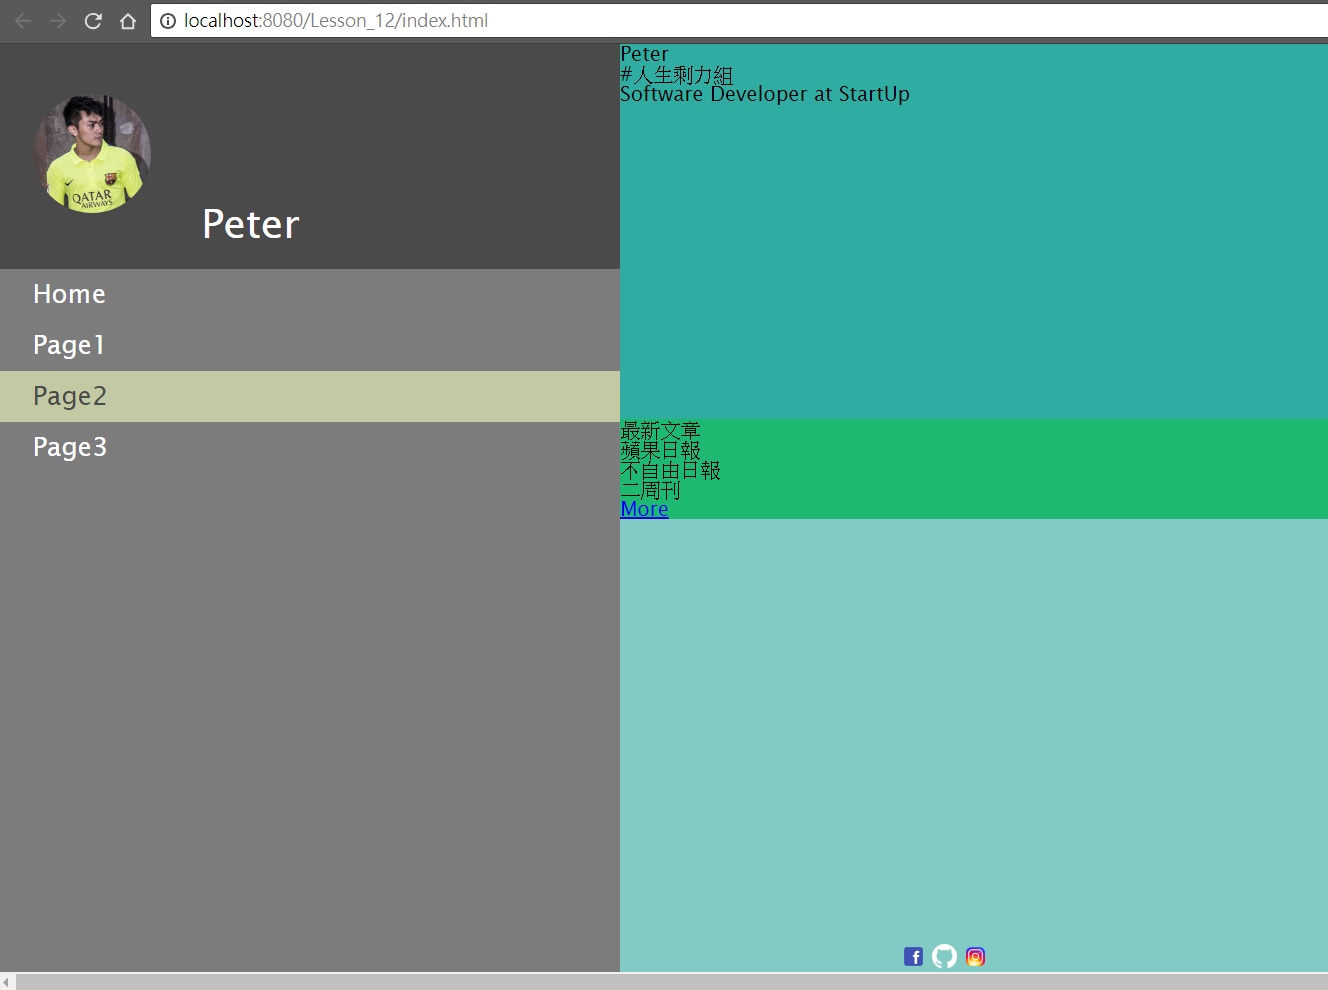 localhost:8080/Lesson_12/index.html
QATAR
AIRWAYS
Peter
Home
Page1
Page2
Page3
Peter
#人生剩力組
Software Developer at StartUp
最新文章
蘋果日報
不自由日報
二周刊
More